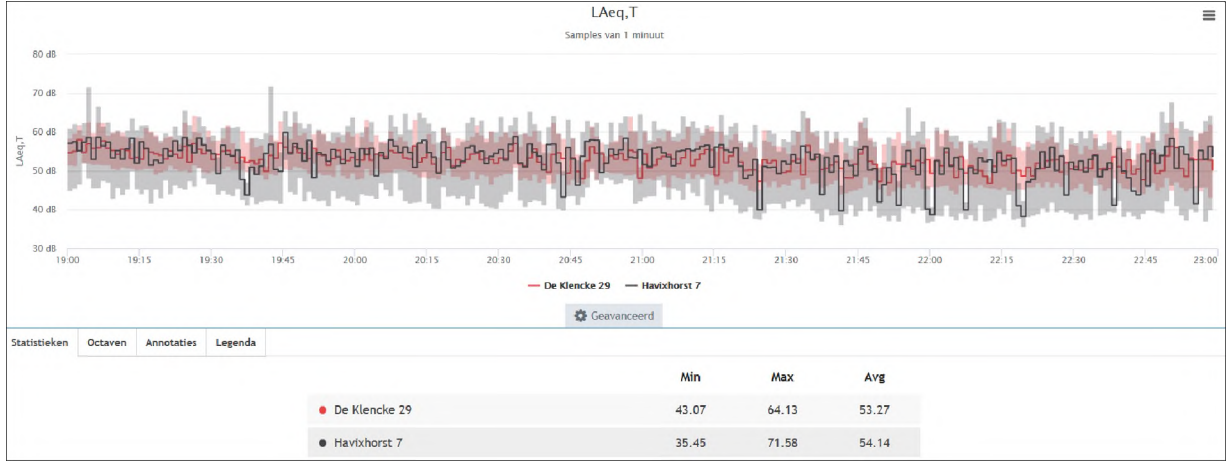 LAeq,T
Samples van 1 minuut
80 dB
70 dB
60 dB
50 dB
40 dB
30 dB
LAeq,T
19:00 19:15 19:30 19:45 20:00 20:15 20:30 20:45 21:00 21:15 21:30 21:45 22:00 22:15 22:30 22:45 23:00
De Klencke 29 Havixhorst 7
Geavanceerd
Statistieken Octaven Annotaties Legenda
Min Max Avg
De Klencke 29 43.07 64.13 53.27
Havixhorst 7 35.45 71.58 54.14